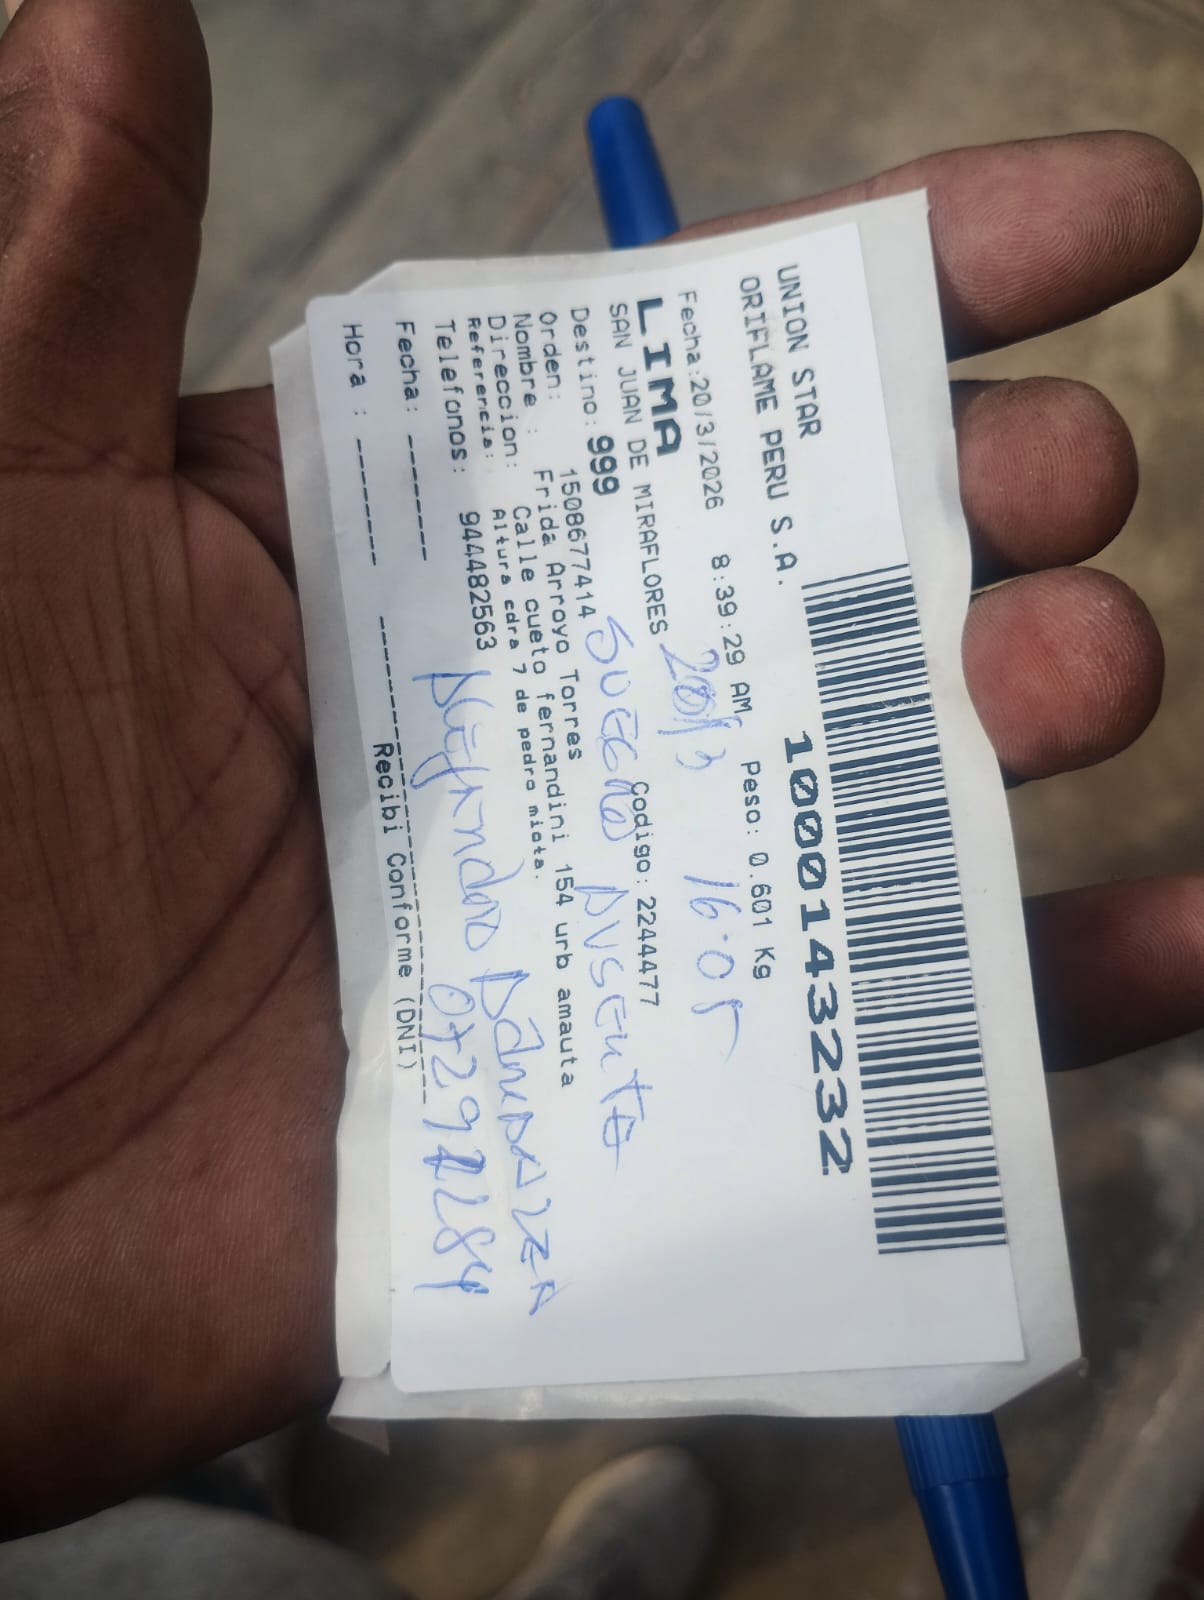 UNION STAR
ORIFLAME PERU S.A.
1000143232
Fecha:20/3/2026 8:39:29 AM Peso: 0.601 Kg
LIMA
20/3 16:05
SAN JUAN DE MIRAFLORES
Destino: 999 Codigo: 2244477
SUEGRO AUSENTE
Orden: 1508677414
Nombre : Frida Arroyo Torres
Direccion: Calle cueto fernandini 154 urb amauta
Referencia: Altura cdra 7 de pedro miota.
Telefonos: 944482563
Fecha: ------
Hora : -------
Recibi Conforme (DNI)